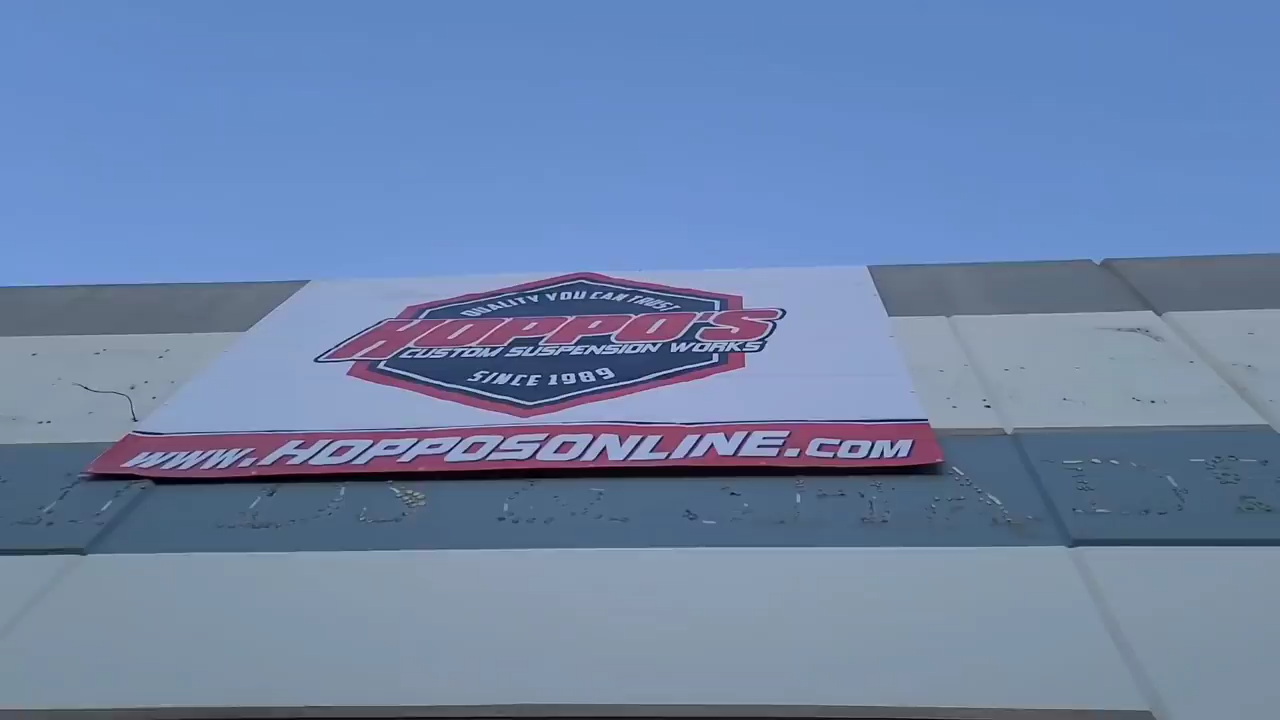 QUALITY YOU CAN TRUST
HOPPO'S
CUSTOM SUSPENSION WORKS
SINCE 1989
WWW.HOPPOSONLINE.COM